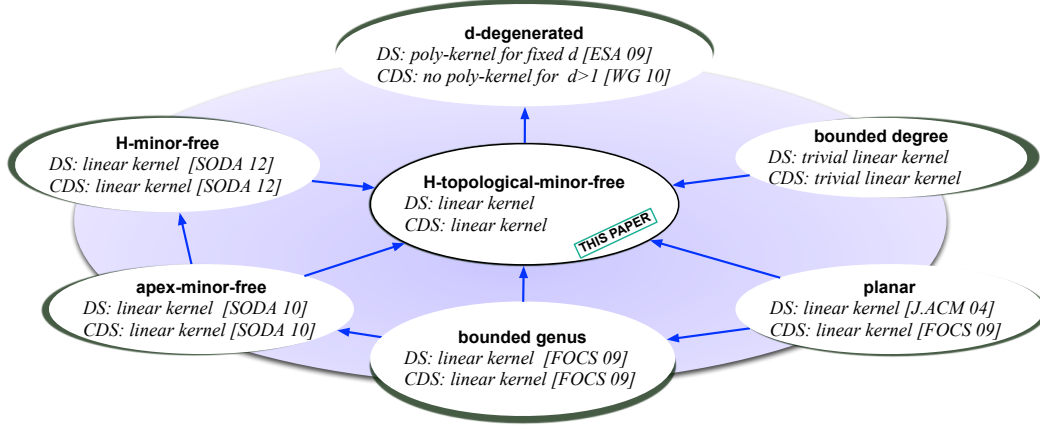 d-degenerated
DS: poly-kernel for fixed d [ESA 09]
CDS: no poly-kernel for d>1 [WG 10]
H-minor-free
DS: linear kernel [SODA 12]
CDS: linear kernel [SODA 12]
bounded degree
DS: trivial linear kernel
CDS: trivial linear kernel
H-topological-minor-free
DS: linear kernel
CDS: linear kernel
THIS PAPER
apex-minor-free
DS: linear kernel [SODA 10]
CDS: linear kernel [SODA 10]
planar
DS: linear kernel [J.ACM 04]
CDS: linear kernel [FOCS 09]
bounded genus
DS: linear kernel [FOCS 09]
CDS: linear kernel [FOCS 09]